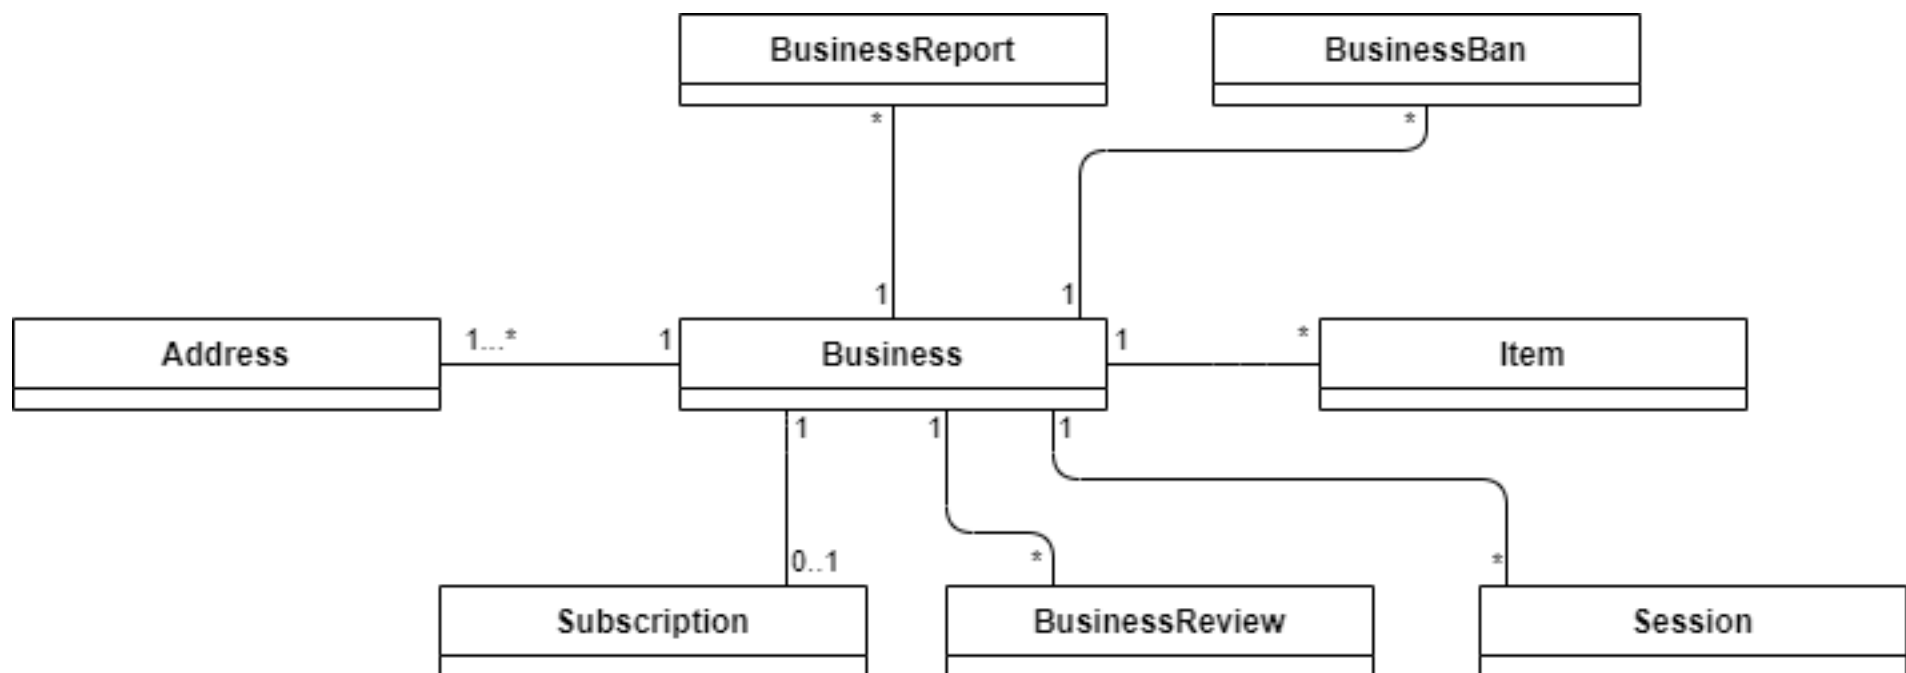 BusinessReport
BusinessBan
*
*
1
1
Address
1...*
1
Business
1
*
Item
1
1
1
0..1
*
*
Subscription
BusinessReview
Session